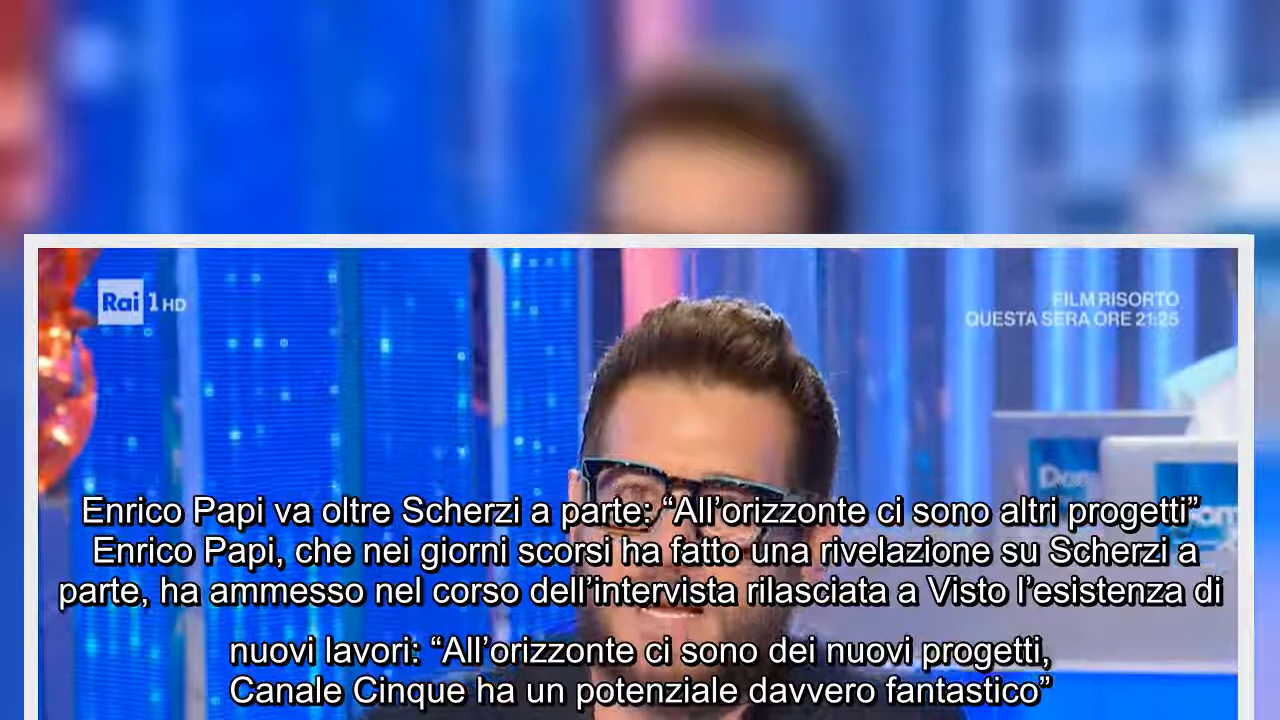 Rai 1 HD
FILM RISORTO
QUESTA SERA ORE 21:25
Enrico Papi va oltre Scherzi a parte: “All’orizzonte ci sono altri progetti”
Enrico Papi, che nei giorni scorsi ha fatto una rivelazione su Scherzi a
parte, ha ammesso nel corso dell’intervista rilasciata a Visto l’esistenza di
nuovi lavori: “All’orizzonte ci sono dei nuovi progetti,
Canale Cinque ha un potenziale davvero fantastico”